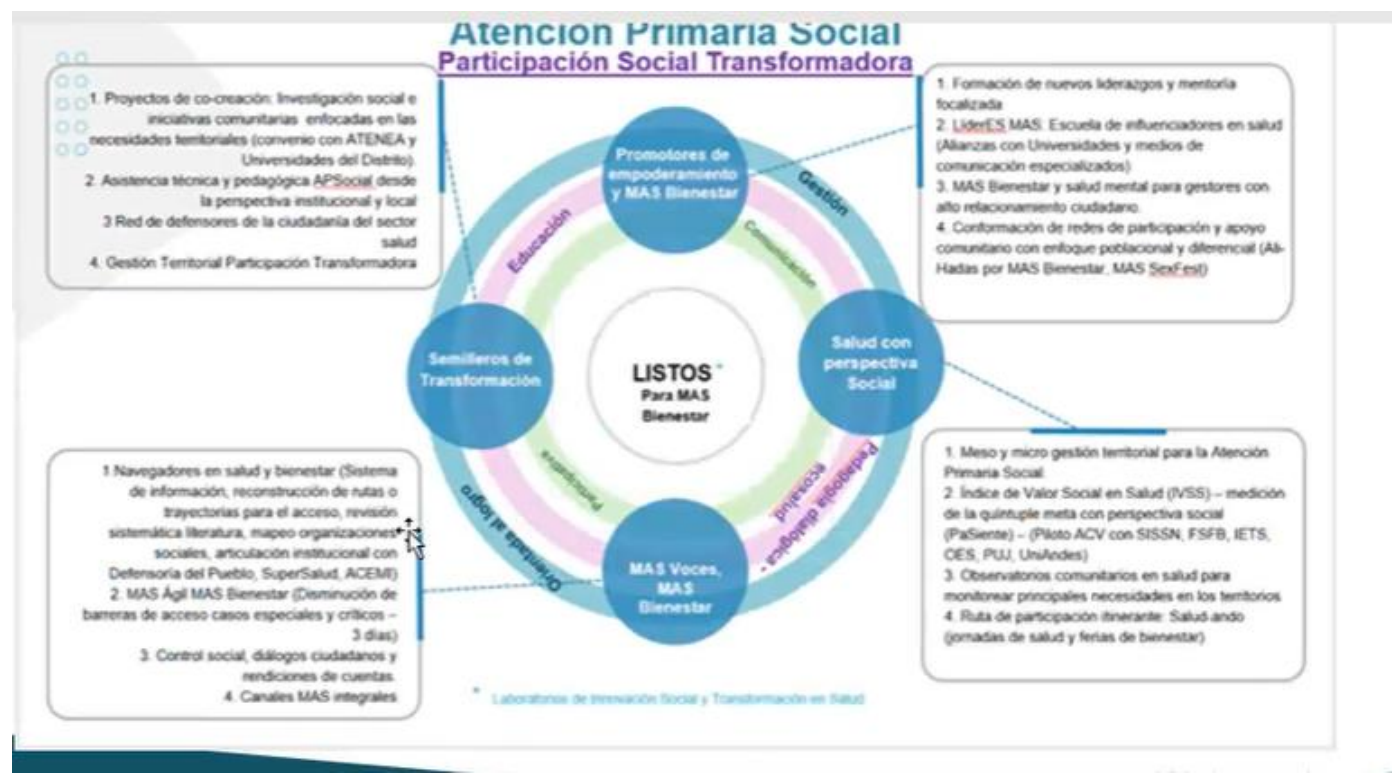 Atención Primaria Social
Participación Social Transformadora
1. Proyectos de co-creación: Investigación social e
iniciativas comunitarias enfocadas en las
necesidades territoriales (convenio con ATENEA y
Universidades del Distrito).
2. Asistencia técnica y pedagógica APSocial desde
la perspectiva institucional y local
3 Red de defensores de la ciudadanía del sector
salud
4. Gestión Territorial Participación Transformadora
1. Formación de nuevos liderazgos y mentoría
focalizada
2. LíderES MAS: Escuela de influenciadores en salud
(Alianzas con Universidades y medios de
comunicación especializados)
3. MAS Bienestar y salud mental para gestores con
alto relacionamiento ciudadano.
4. Conformación de redes de participación y apoyo
comunitario con enfoque poblacional y diferencial (Ali-
Hadas por MAS Bienestar, MAS SexFest)
Promotores de
empoderamiento
y MAS Bienestar
Gestión
Educación
Comunicación
Semilleros de
Transformación
LISTOS *
Para MAS
Bienestar
Salud con
perspectiva
Social
Participativa
Orientada al logro
Pedagogía dialógica -
ecosalud
MAS Voces,
MAS
Bienestar
1 Navegadores en salud y bienestar (Sistema
de información, reconstrucción de rutas o
trayectorias para el acceso, revisión
sistemática literatura, mapeo organizaciones
sociales, articulación institucional con
Defensoría del Pueblo, SuperSalud, ACEMI)
2. MAS Ágil MAS Bienestar (Disminución de
barreras de acceso casos especiales y críticos –
3 días)
3. Control social, diálogos ciudadanos y
rendiciones de cuentas.
4. Canales MAS integrales
1. Meso y micro gestión territorial para la Atención
Primaria Social
2. Índice de Valor Social en Salud (IVSS) – medición
de la quintuple meta con perspectiva social
(PaSiente) – (Piloto ACV con SISSN, FSFB, IETS,
OES, PUJ, UniAndes)
3. Observatorios comunitarios en salud para
monitorear principales necesidades en los territorios
4. Ruta de participación itinerante: Salud-ando
(jornadas de salud y ferias de bienestar)
* Laboratorios de Innovación Social y Transformación en Salud